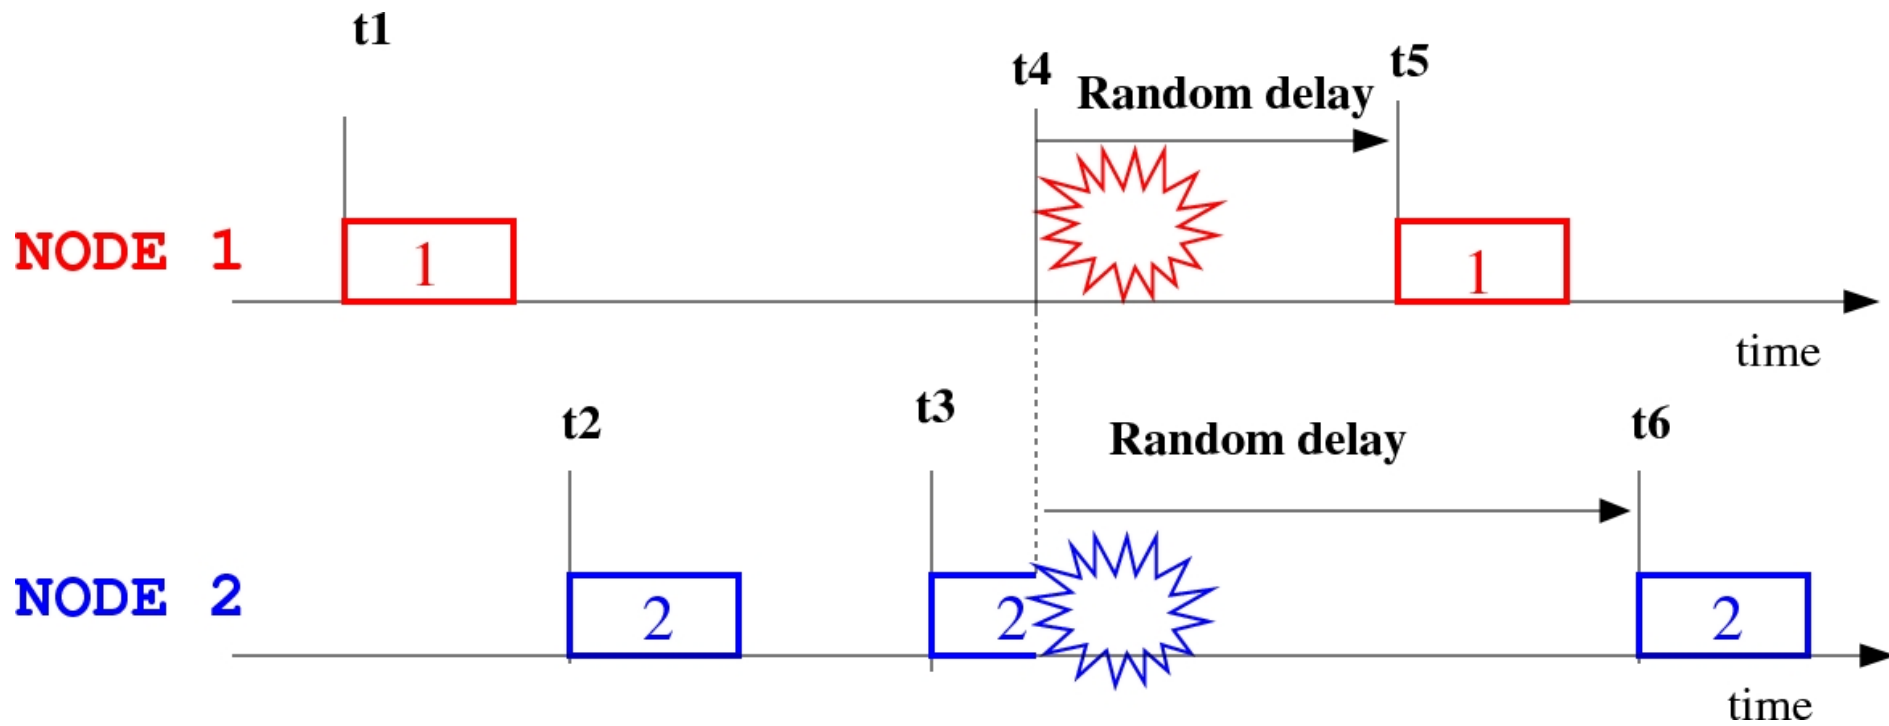 t1
t4
Random delay
t5
NODE 1
1
1
time
t2
t3
Random delay
t6
NODE 2
2
2
2
time